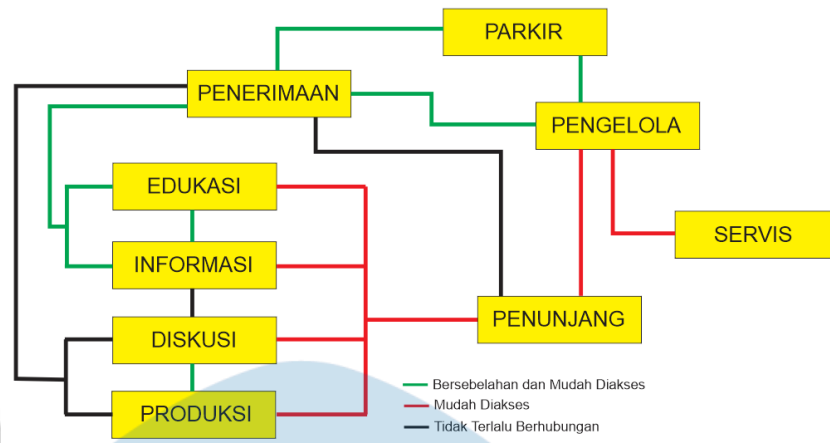 PARKIR
PENERIMAAN
PENGELOLA
EDUKASI
SERVIS
INFORMASI
PENUNJANG
DISKUSI
PRODUKSI
Bersebelahan dan Mudah Diakses
Mudah Diakses
Tidak Terlalu Berhubungan